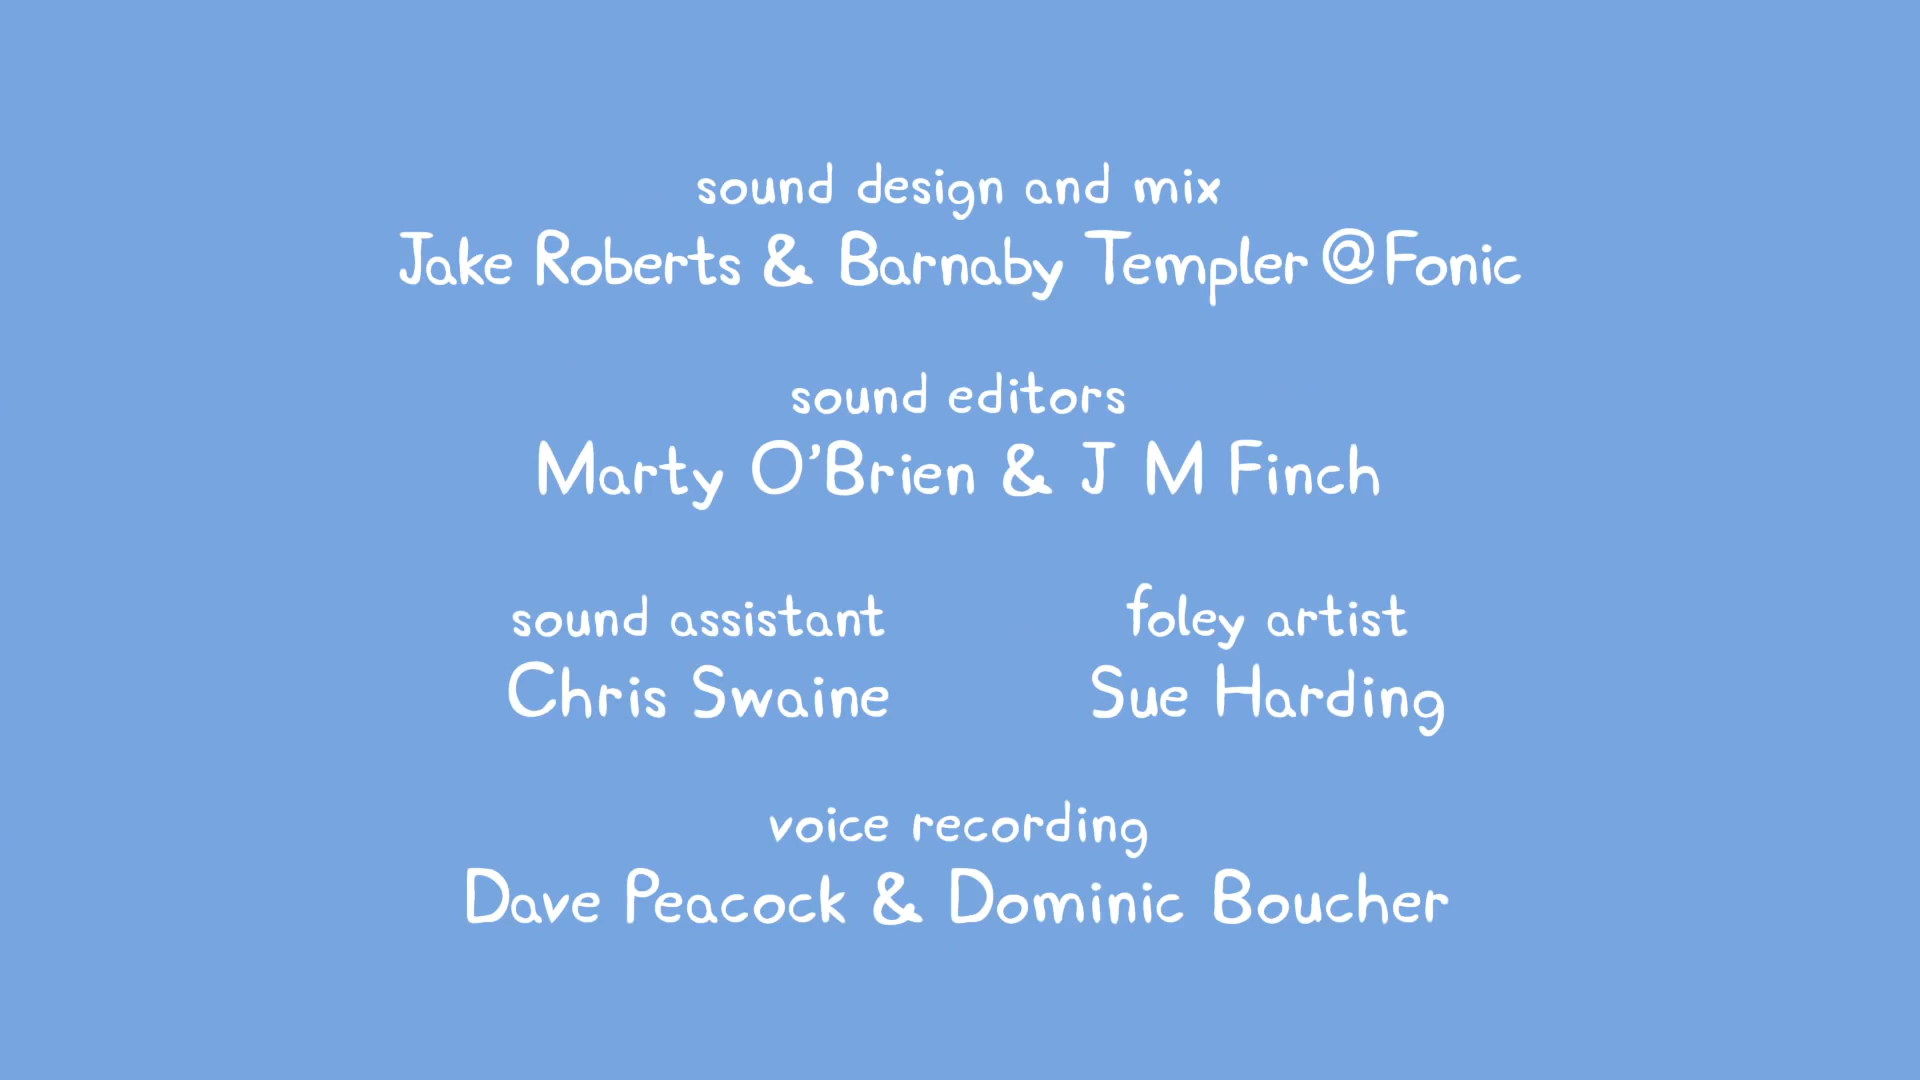 sound design and mix
Jake Roberts & Barnaby Templer @Fonic
sound editors
Marty O'Brien & J M Finch
sound assistant
Chris Swaine
foley artist
Sue Harding
voice recording
Dave Peacock & Dominic Boucher